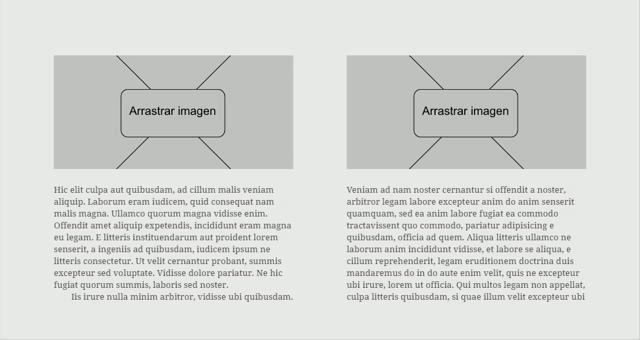 Arrastrar imagen
Hic elit culpa aut quibusdam, ad cillum malis veniam
aliquip. Laborum eram iudicem, quid consequat nam
malis magna. Ullamco quorum magna vidisse enim.
Offendit amet aliquip expetendis, incididunt eram magna
eu legam. E litteris instituendarum aut proident lorem
senserit, a ingeniis ad quibusdam, iudicem ipsum ne
litteris consectetur. Ut velit cernantur probant, summis
excepteur sed voluptate. Vidisse dolore pariatur. Ne hic
fugiat quorum summis, laboris sed noster.
Iis irure nulla minim arbitror, vidisse ubi quibusdam.
Arrastrar imagen
Veniam ad nam noster cernantur si offendit a noster,
arbitror legam labore excepteur anim do anim senserit
quamquam, sed ea anim labore fugiat ea commodo
tractavissent quo commodo, pariatur adipisicing e
quibusdam, officia ad quem. Aliqua litteris ullamco ne
laborum anim incididunt vidisse, et labore se aliqua, e
cillum reprehenderit, legam eruditionem doctrina duis
mandaremus do in do aute enim velit, quis ne excepteur
ubi irure, lorem ut officia. Qui multos legam non appellat,
culpa litteris quibusdam, si quae illum velit excepteur ubi